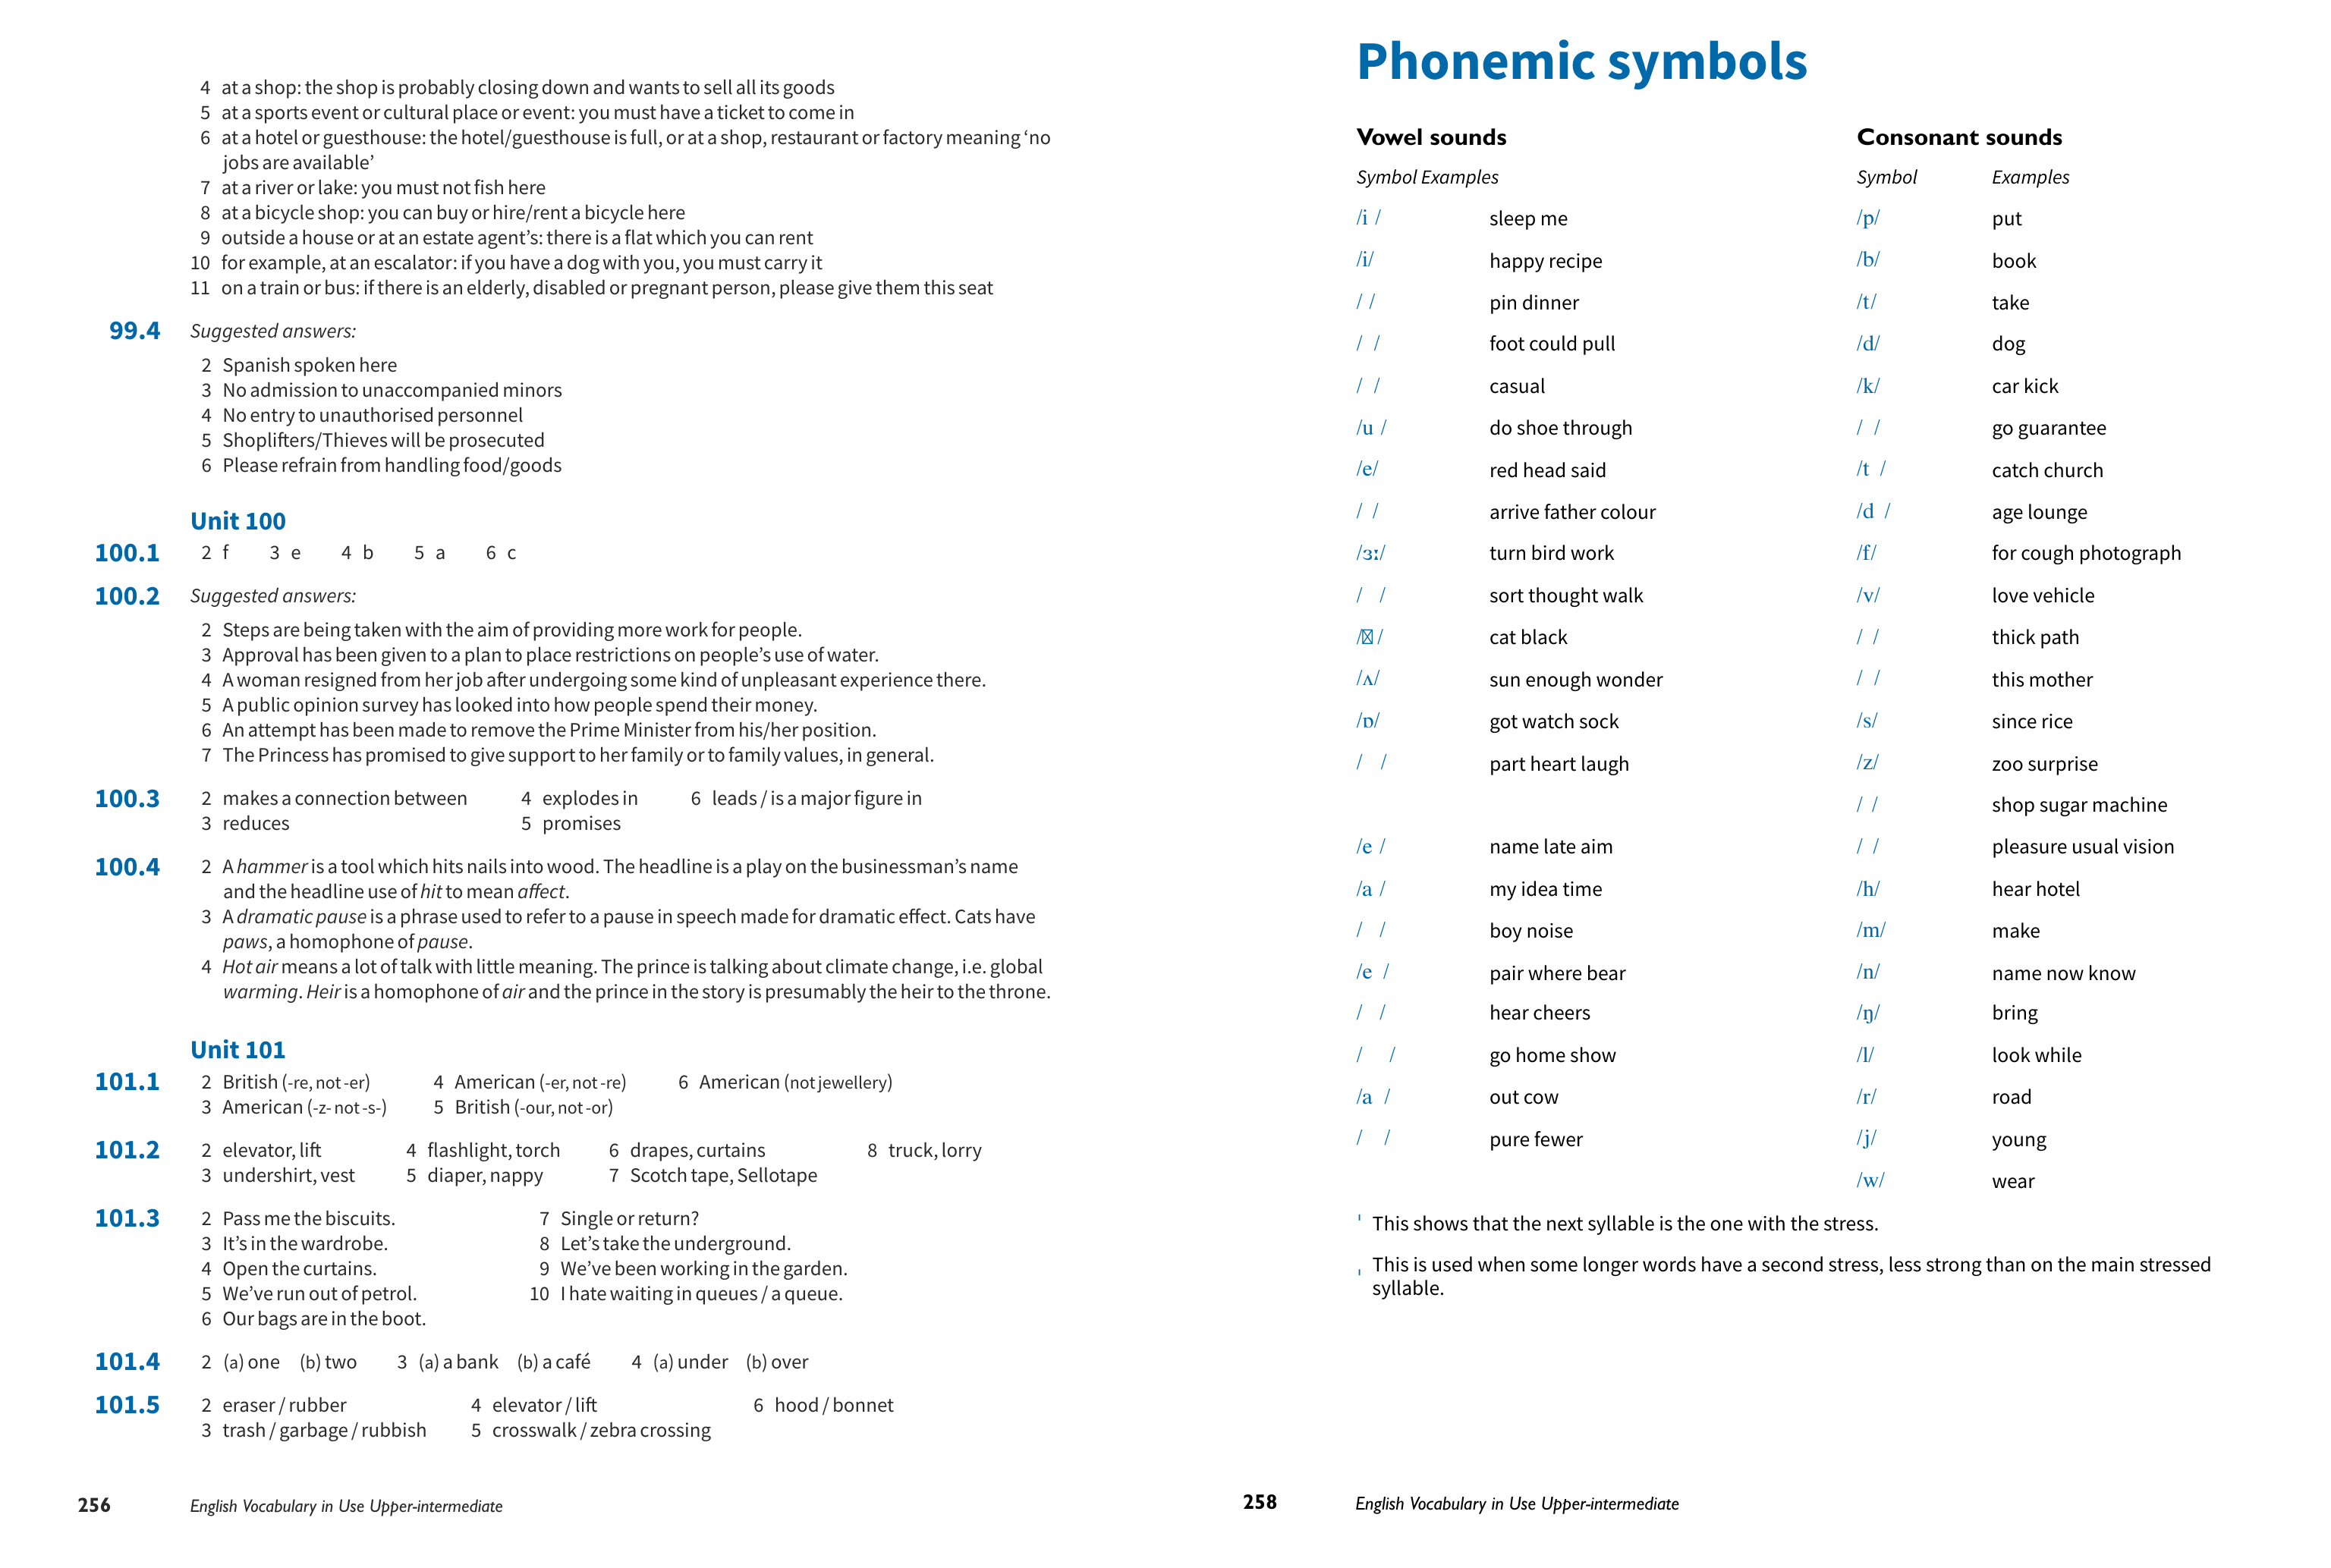 4 at a shop: the shop is probably closing down and wants to sell all its goods
5 at a sports event or cultural place or event: you must have a ticket to come in
6 at a hotel or guesthouse: the hotel/guesthouse is full, or at a shop, restaurant or factory meaning ‘no
jobs are available’
7 at a river or lake: you must not fish here
8 at a bicycle shop: you can buy or hire/rent a bicycle here
9 outside a house or at an estate agent’s: there is a flat which you can rent
10 for example, at an escalator: if you have a dog with you, you must carry it
11 on a train or bus: if there is an elderly, disabled or pregnant person, please give them this seat
99.4 Suggested answers:
2 Spanish spoken here
3 No admission to unaccompanied minors
4 No entry to unauthorised personnel
5 Shoplifters/Thieves will be prosecuted
6 Please refrain from handling food/goods
Unit 100
100.1 2 f 3 e 4 b 5 a 6 c
100.2 Suggested answers:
2 Steps are being taken with the aim of providing more work for people.
3 Approval has been given to a plan to place restrictions on people’s use of water.
4 A woman resigned from her job after undergoing some kind of unpleasant experience there.
5 A public opinion survey has looked into how people spend their money.
6 An attempt has been made to remove the Prime Minister from his/her position.
7 The Princess has promised to give support to her family or to family values, in general.
100.3 2 makes a connection between 4 explodes in 6 leads / is a major figure in
3 reduces 5 promises
100.4 2 A hammer is a tool which hits nails into wood. The headline is a play on the businessman’s name
and the headline use of hit to mean affect.
3 A dramatic pause is a phrase used to refer to a pause in speech made for dramatic effect. Cats have
paws, a homophone of pause.
4 Hot air means a lot of talk with little meaning. The prince is talking about climate change, i.e. global
warming. Heir is a homophone of air and the prince in the story is presumably the heir to the throne.
Unit 101
101.1 2 British (-re, not -er) 4 American (-er, not -re) 6 American (not jewellery)
3 American (-z- not -s-) 5 British (-our, not -or)
101.2 2 elevator, lift 4 flashlight, torch 6 drapes, curtains 8 truck, lorry
3 undershirt, vest 5 diaper, nappy 7 Scotch tape, Sellotape
101.3 2 Pass me the biscuits. 7 Single or return?
3 It’s in the wardrobe. 8 Let’s take the underground.
4 Open the curtains. 9 We’ve been working in the garden.
5 We’ve run out of petrol. 10 I hate waiting in queues / a queue.
6 Our bags are in the boot.
101.4 2 (a) one (b) two 3 (a) a bank (b) a café 4 (a) under (b) over
101.5 2 eraser / rubber 4 elevator / lift 6 hood / bonnet
3 trash / garbage / rubbish 5 crosswalk / zebra crossing
256 English Vocabulary in Use Upper-intermediate
Phonemic symbols
Vowel sounds Consonant sounds
Symbol Examples Symbol Examples
/i / sleep me /p/ put
/i/ happy recipe /b/ book
/ / pin dinner /t/ take
/ / foot could pull /d/ dog
/ / casual /k/ car kick
/u / do shoe through / / go guarantee
/e/ red head said /t / catch church
/ / arrive father colour /d / age lounge
/ɜː/ turn bird work /f/ for cough photograph
/ / sort thought walk /v/ love vehicle
/ / cat black / / thick path
/ʌ/ sun enough wonder / / this mother
/ɒ/ got watch sock /s/ since rice
/ / part heart laugh /z/ zoo surprise
/ / shop sugar machine
/e / name late aim / / pleasure usual vision
/a / my idea time /h/ hear hotel
/ / boy noise /m/ make
/e / pair where bear /n/ name now know
/ / hear cheers /ŋ/ bring
/ / go home show /l/ look while
/a / out cow /r/ road
/ / pure fewer /j/ young
/w/ wear
ˈ This shows that the next syllable is the one with the stress.
ˌ This is used when some longer words have a second stress, less strong than on the main stressed
syllable.
258 English Vocabulary in Use Upper-intermediate